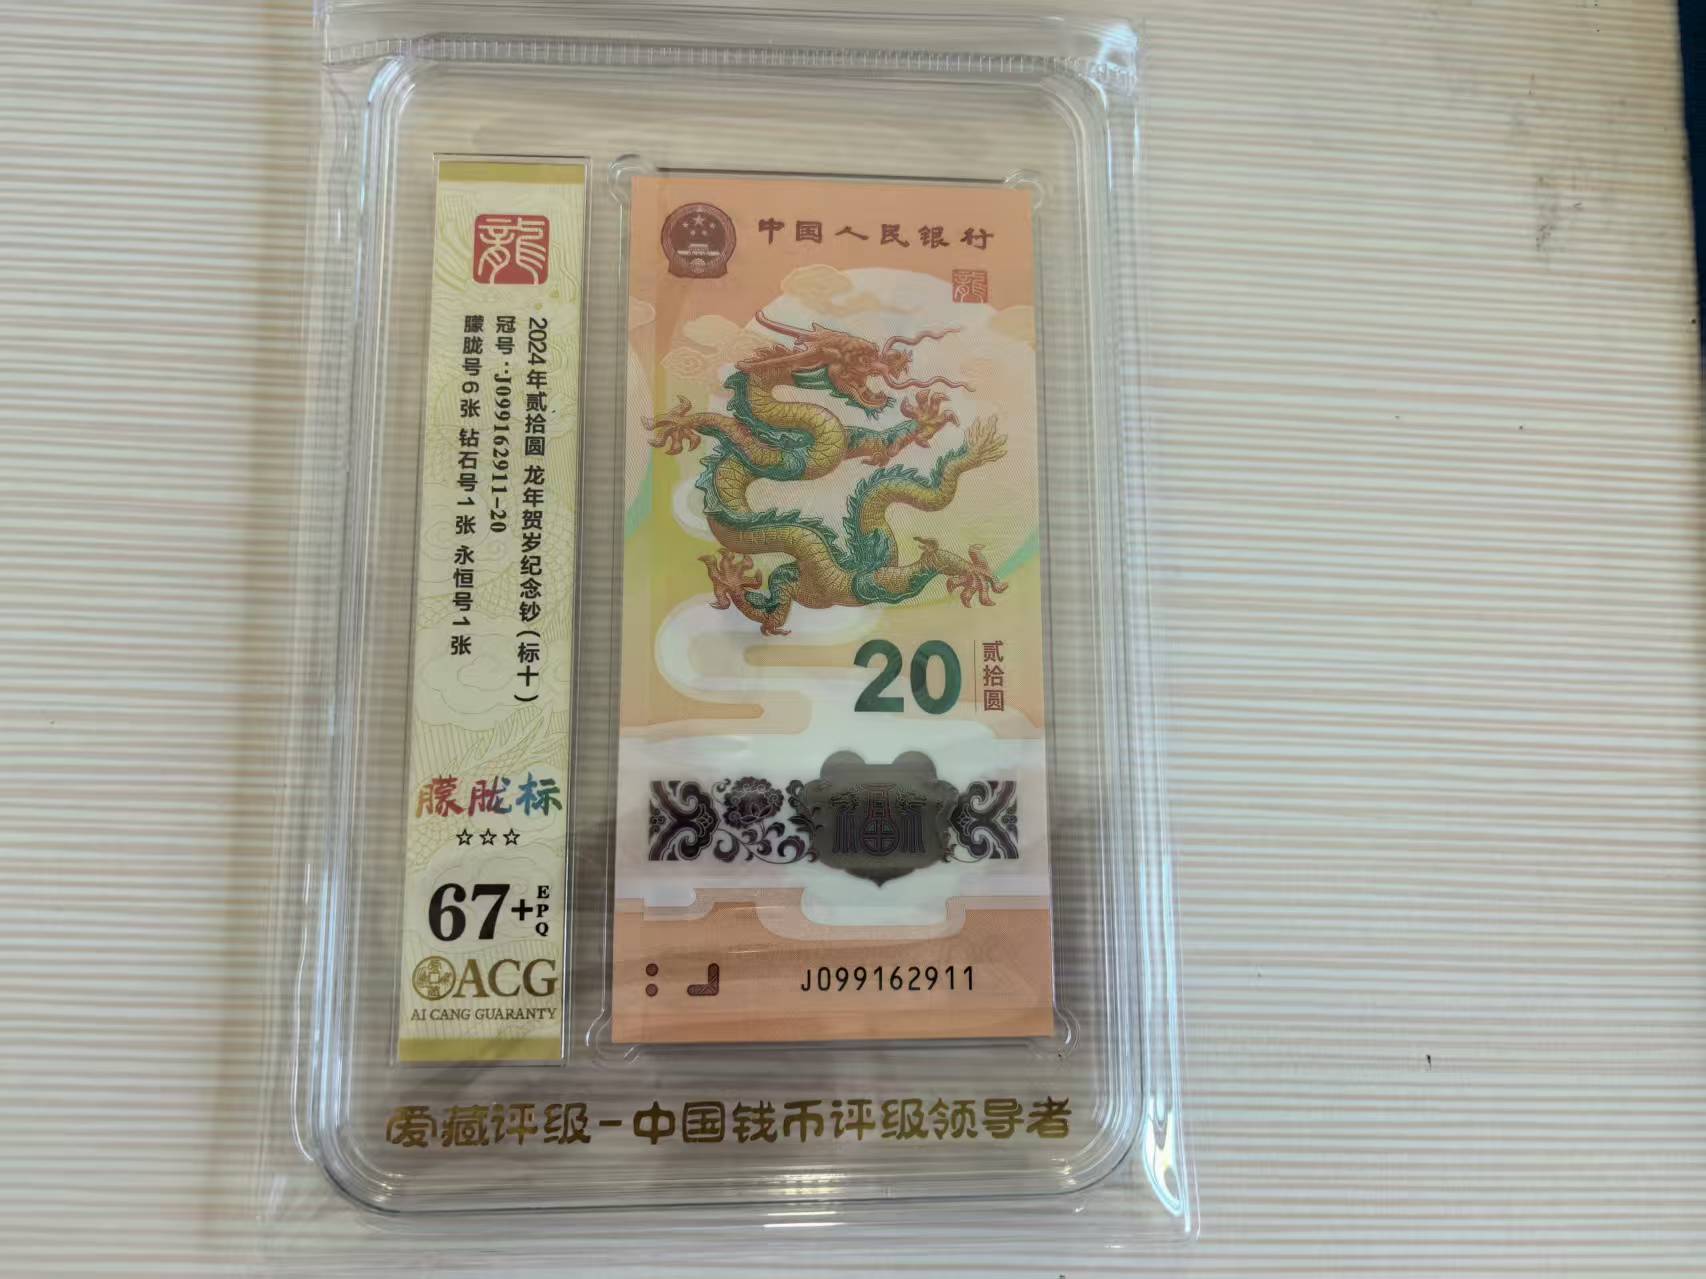 龍
2024年贰拾圆 龙年贺岁纪念钞(标十)
冠号:J099162911-20
朦胧号6张 钻石号1张 永恒号1张
朦胧标
☆☆☆
67+EPQ
ACG
AI CANG GUARANTY
中国人民银行
龍
20
贰拾圆
J099162911
爱藏评级-中国钱币评级领导者